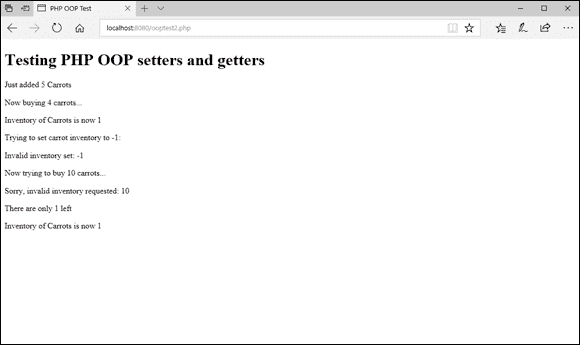 PHP OOP Test
localhost:8080/ooptest2.php
Testing PHP OOP setters and getters
Just added 5 Carrots
Now buying 4 carrots...
Inventory of Carrots is now 1
Trying to set carrot inventory to -1:
Invalid inventory set: -1
Now trying to buy 10 carrots...
Sorry, invalid inventory requested: 10
There are only 1 left
Inventory of Carrots is now 1